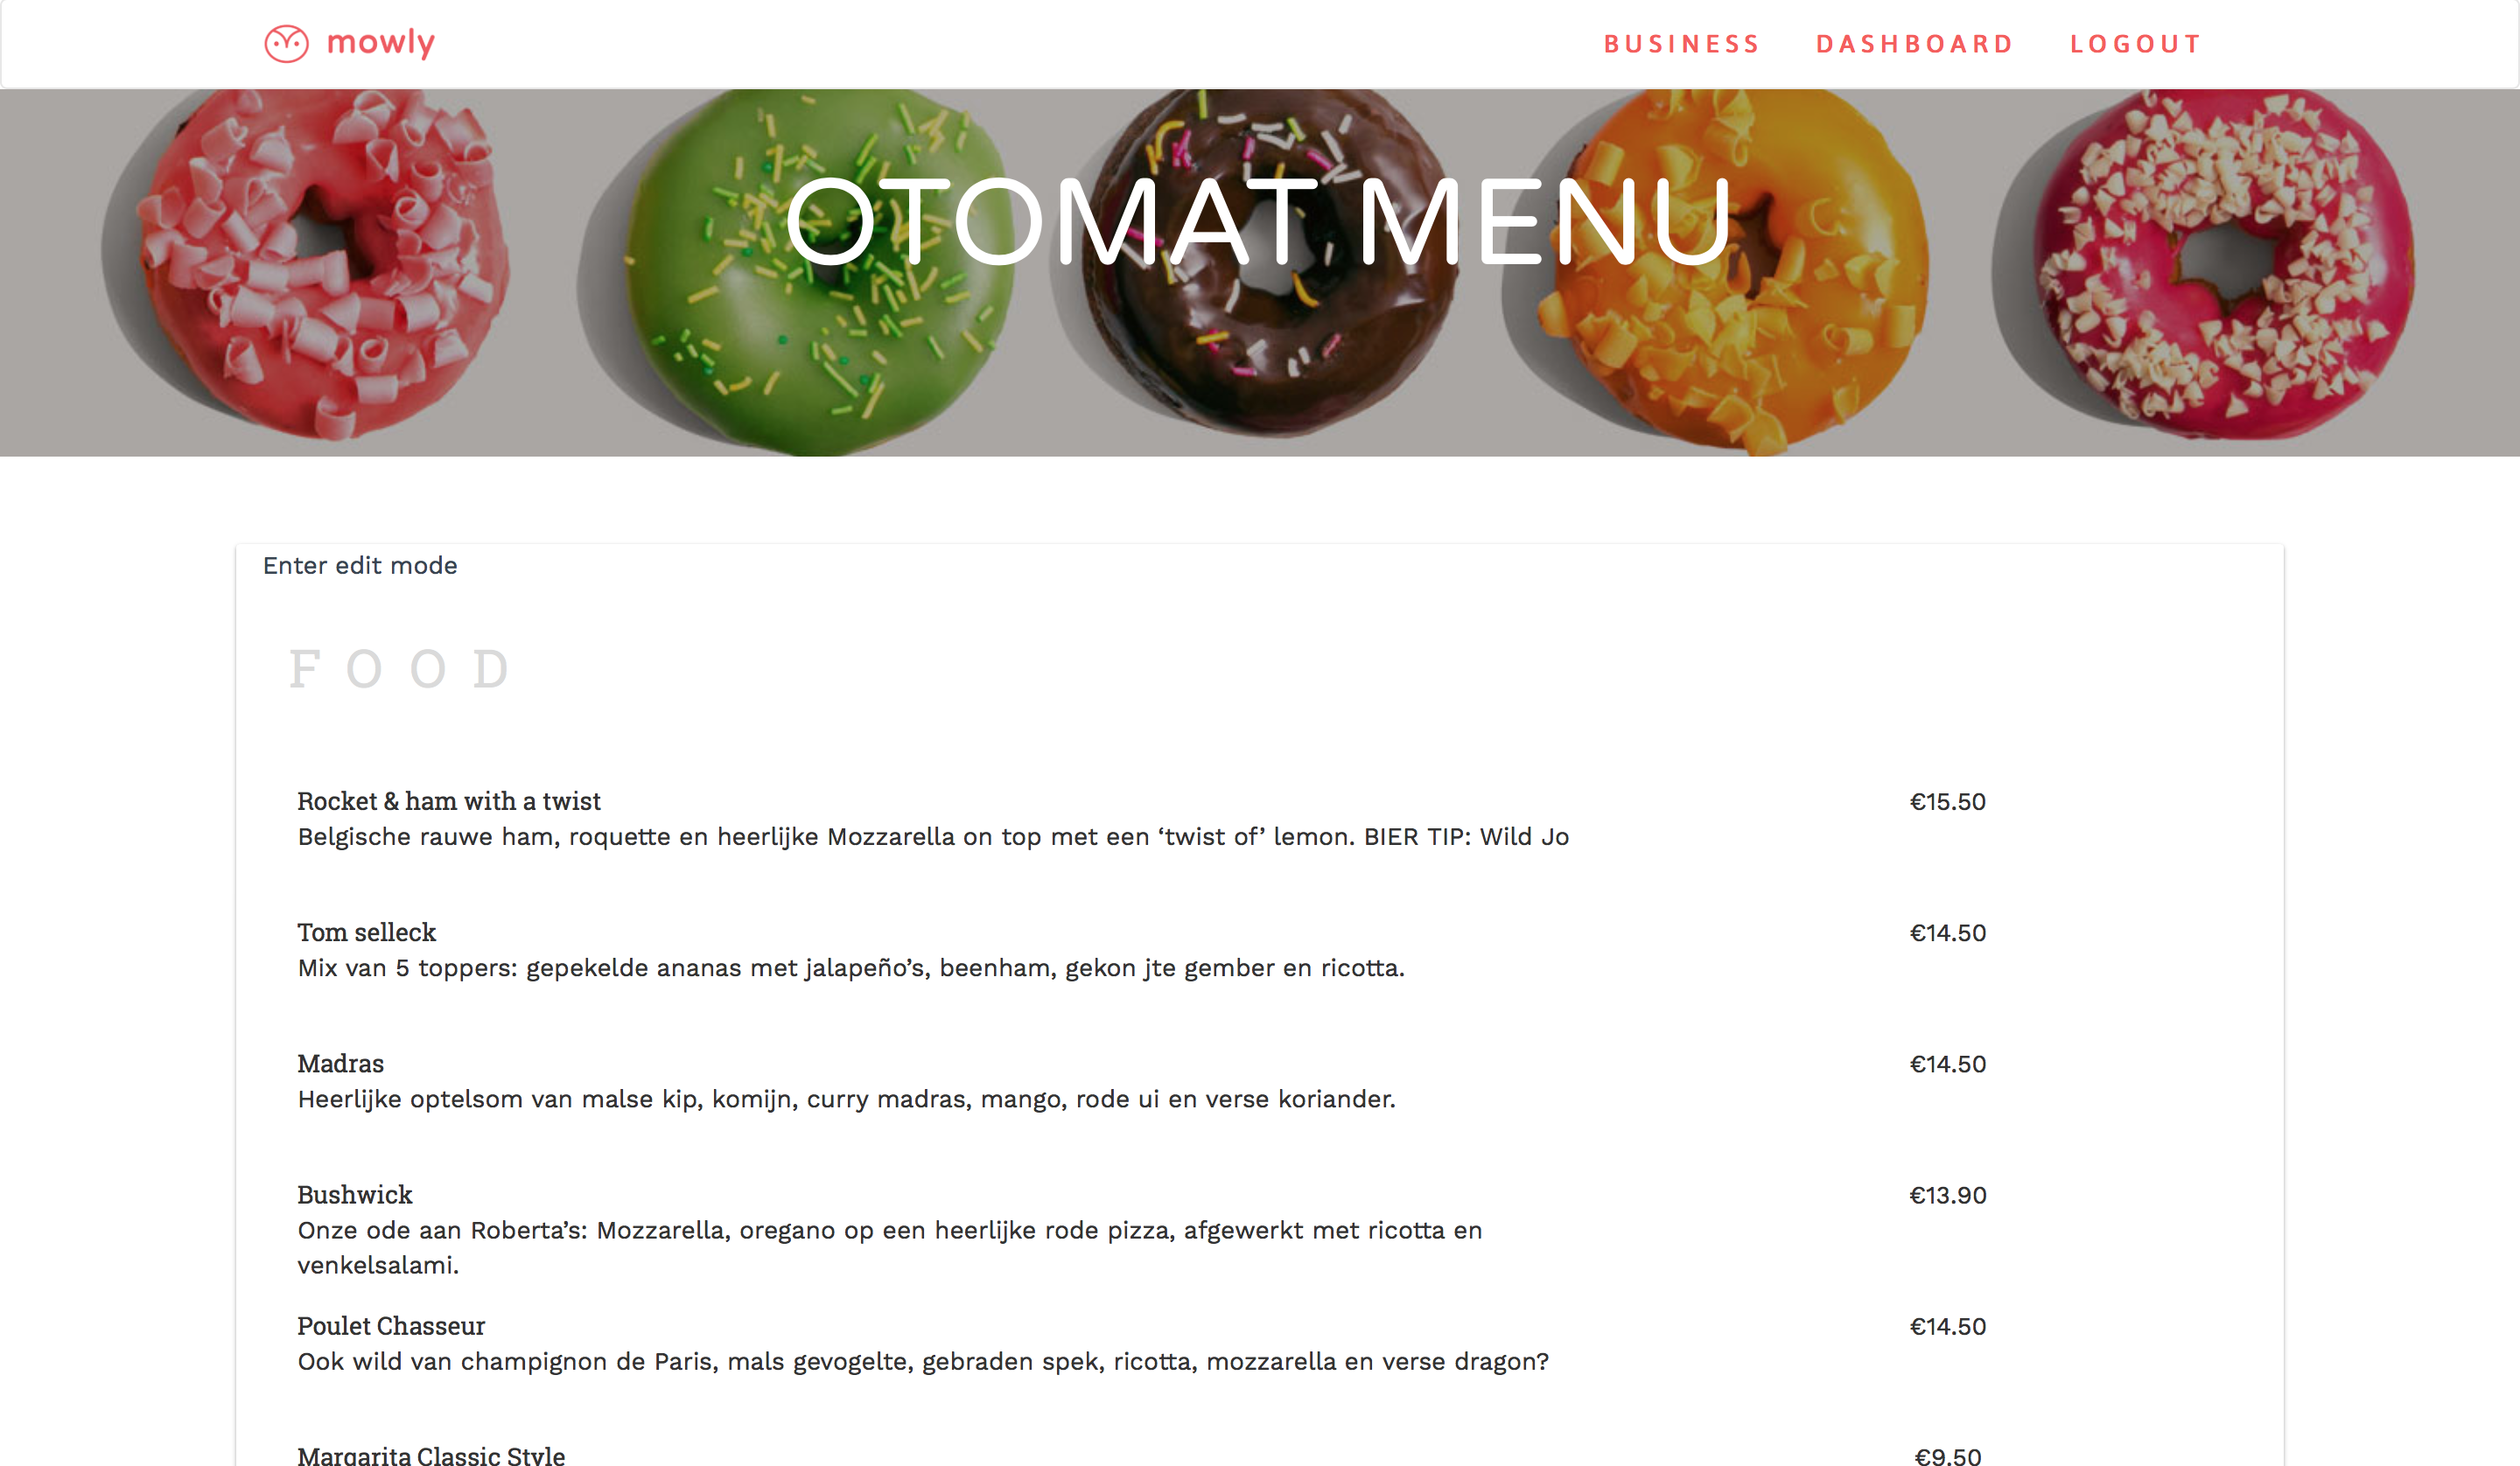 mowly
BUSINESS DASHBOARD LOGOUT
OTOMAT MENU
Enter edit mode
FOOD
Rocket & ham with a twist €15.50
Belgische rauwe ham, roquette en heerlijke Mozzarella on top met een ‘twist of’ lemon. BIER TIP: Wild Jo
Tom selleck €14.50
Mix van 5 toppers: gepekelde ananas met jalapeño’s, beenham, gekon jte gember en ricotta.
Madras €14.50
Heerlijke optelsom van malse kip, komijn, curry madras, mango, rode ui en verse koriander.
Bushwick €13.90
Onze ode aan Roberta’s: Mozzarella, oregano op een heerlijke rode pizza, afgewerkt met ricotta en
venkelsalami.
Poulet Chasseur €14.50
Ook wild van champignon de Paris, mals gevogelte, gebraden spek, ricotta, mozzarella en verse dragon?
Margarita Classic Style €9.50